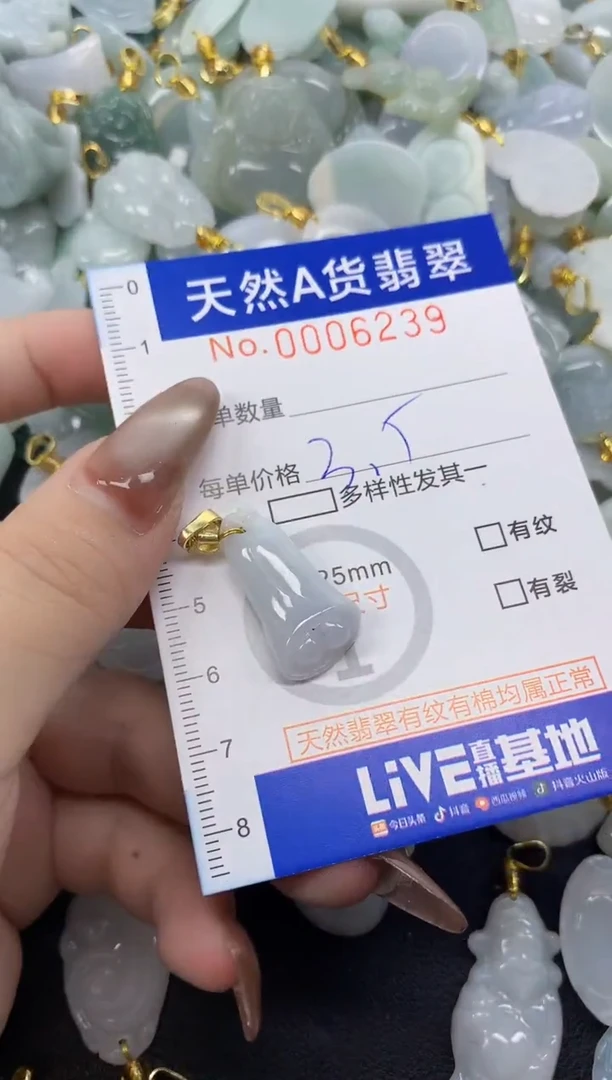 天然A货翡翠
No.0006239
单数量
每单价格 3.5
多样性发其一
25mm
有纹
寸
有裂
天然翡翠有纹有棉均属正常
LiVE直播基地
今日头条 抖音 西瓜视频 抖音火山版
0
1
5
6
7
8